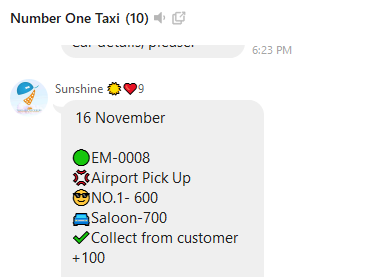 Number One Taxi (10)
Car details, please.
6:23 PM
Sunshine 9
16 November
EM-0008
Airport Pick Up
NO.1- 600
Saloon-700
Collect from customer
+100